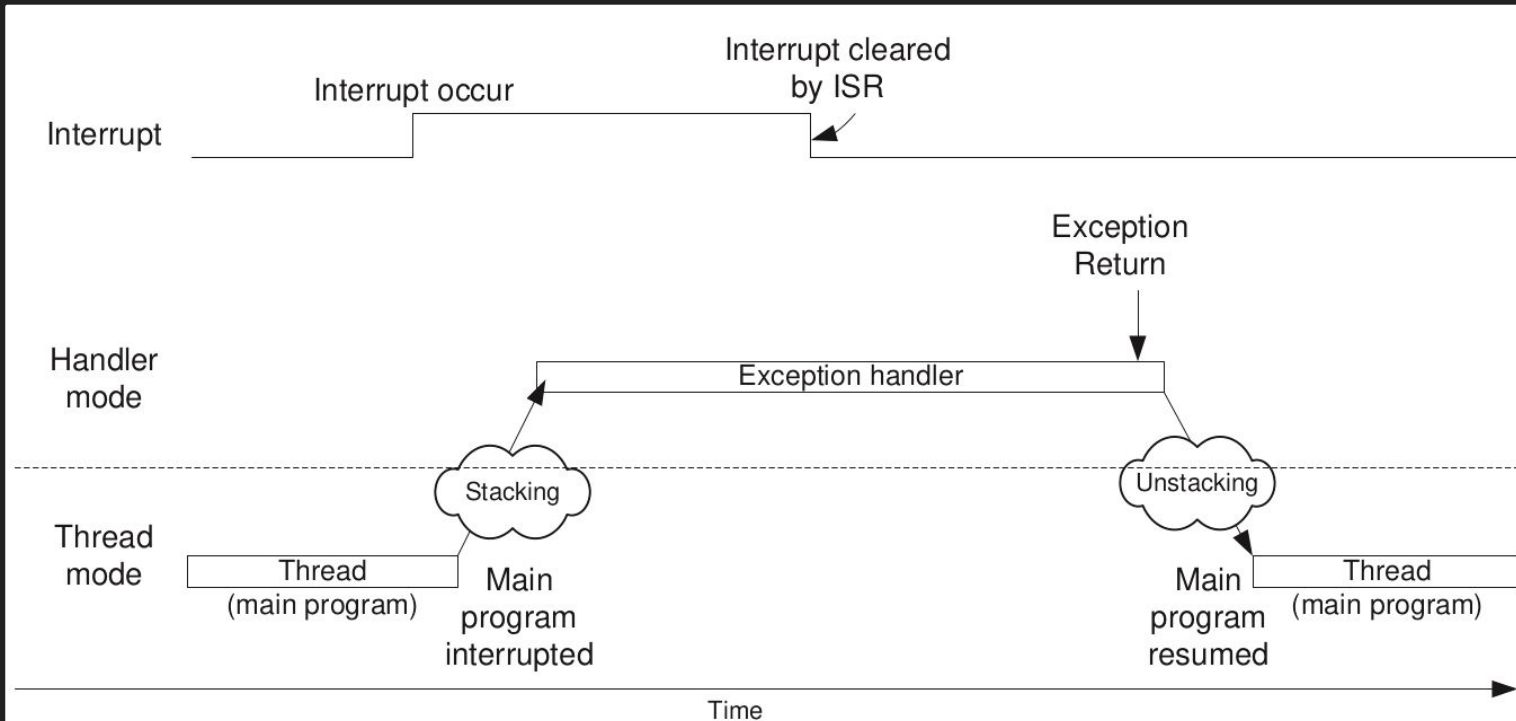 Interrupt cleared
by ISR
Interrupt occur
Interrupt
Exception
Return
Handler
mode
Exception handler
Stacking
Unstacking
Thread
mode
Thread
(main program)
Main
program
interrupted
Main
program
resumed
Thread
(main program)
Time